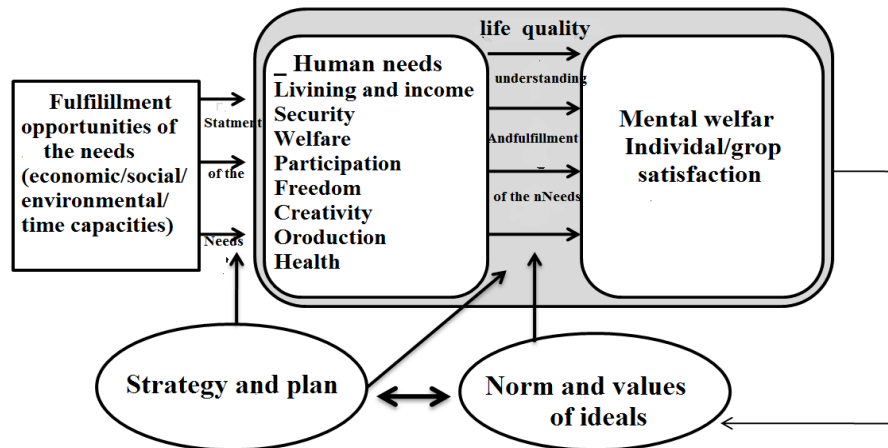 life quality
Fulfilillment
opportunities of
the needs
(economic/social/
environmental/
time capacities)
Statment
of the
Needs
_ Human needs
Livining and income
Security
Welfare
Participation
Freedom
Creativity
Oroduction
Health
understanding
Andfulfillment
of the nNeeds
Mental welfar
Individal/grop
satisfaction
Strategy and plan
Norm and values
of ideals